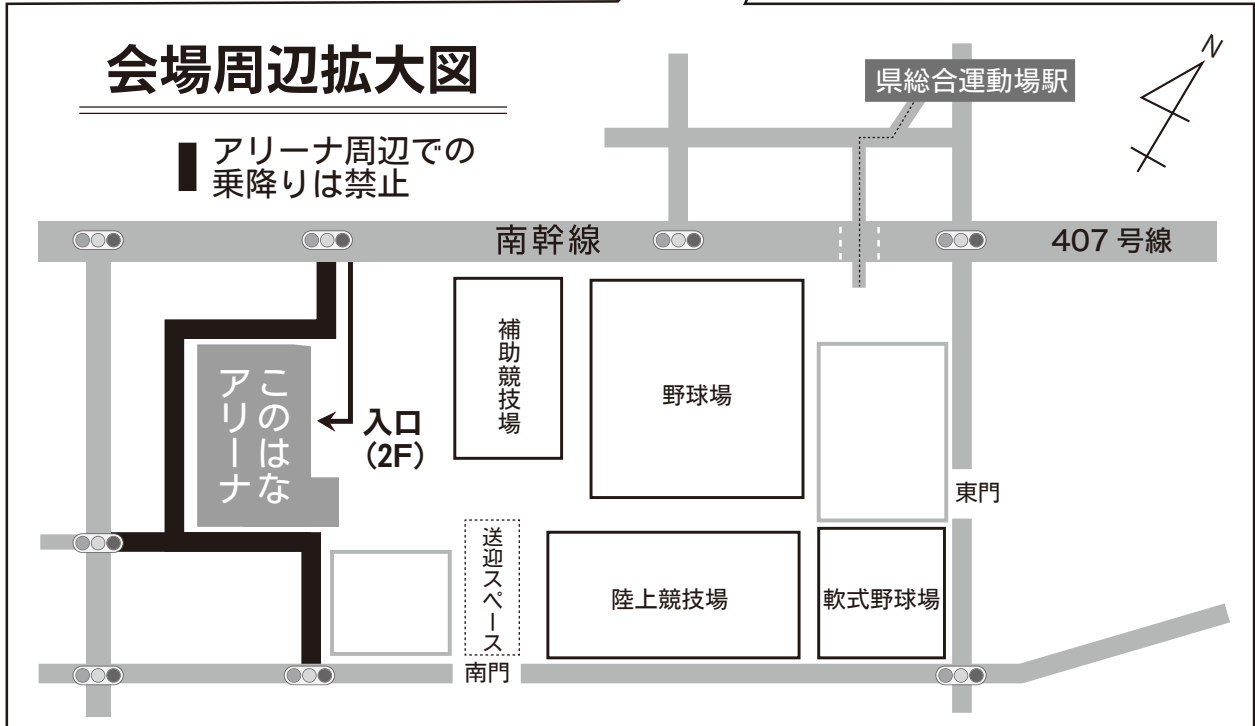 会場周辺拡大図
アリーナ周辺での
乗降りは禁止
県総合運動場駅
N
南幹線
407 号線
このはな
アリーナ
入口
(2F)
補助競技場
野球場
東門
送迎スペース
陸上競技場
軟式野球場
南門